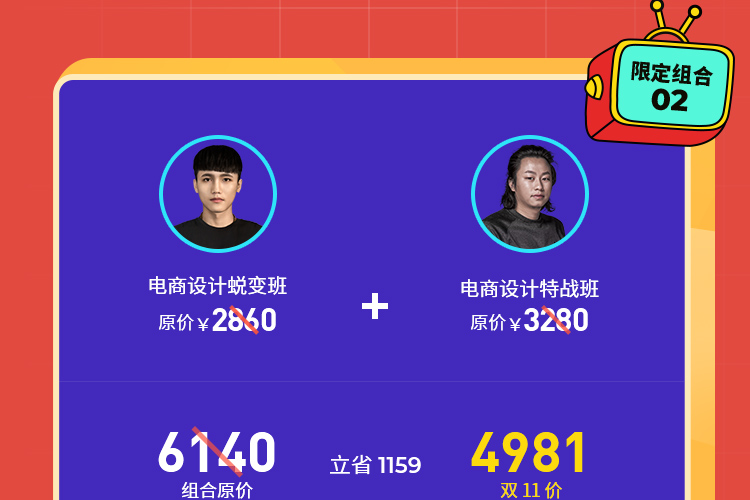 限定组合
02
电商设计蜕变班
原价¥2860
+
电商设计特战班
原价¥3280
6140
组合原价
立省 1159
4981
双 11 价